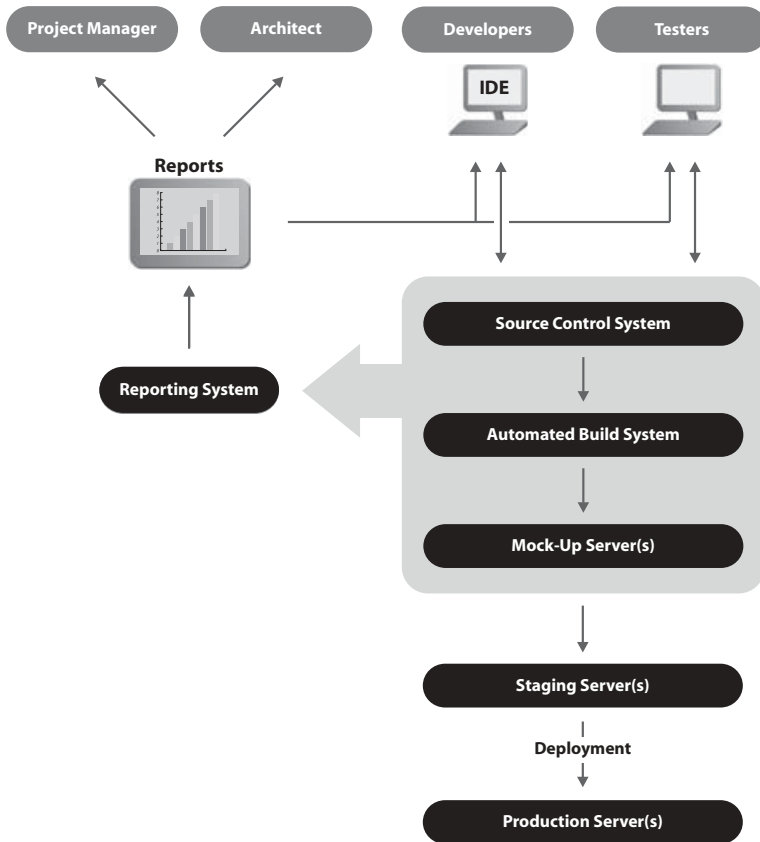 Project Manager
Architect
Developers
Testers
IDE
Reports
Source Control System
Reporting System
Automated Build System
Mock-Up Server(s)
Staging Server(s)
Deployment
Production Server(s)